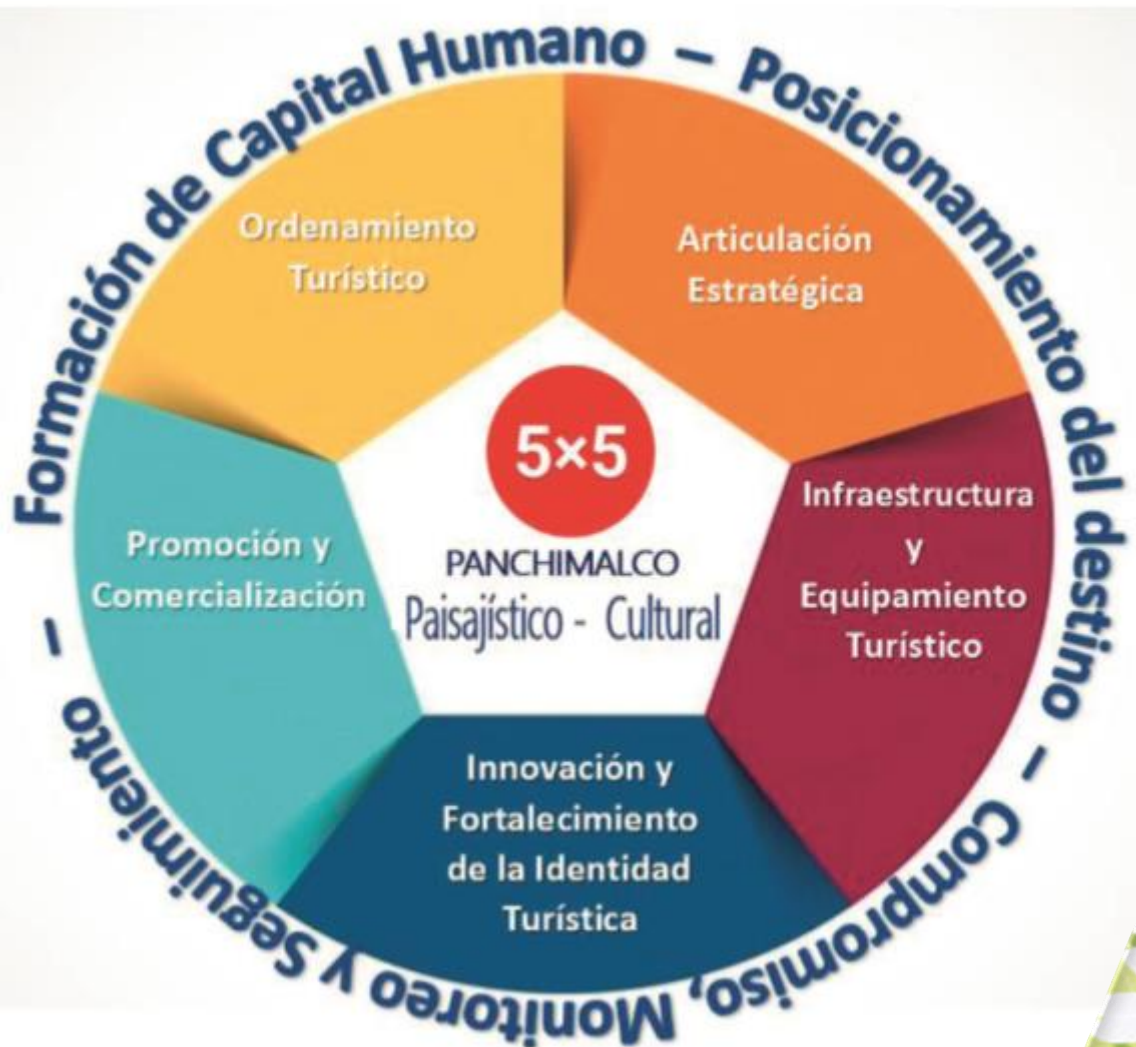 Formación de Capital Humano – Posicionamiento del destino – Compromiso, Monitoreo y Seguimiento –
Ordenamiento
Turístico
Articulación
Estratégica
5×5
PANCHIMALCO
Paisajístico - Cultural
Infraestructura
y
Equipamiento
Turístico
Promoción y
Comercialización
Innovación y
Fortalecimiento
de la Identidad
Turística